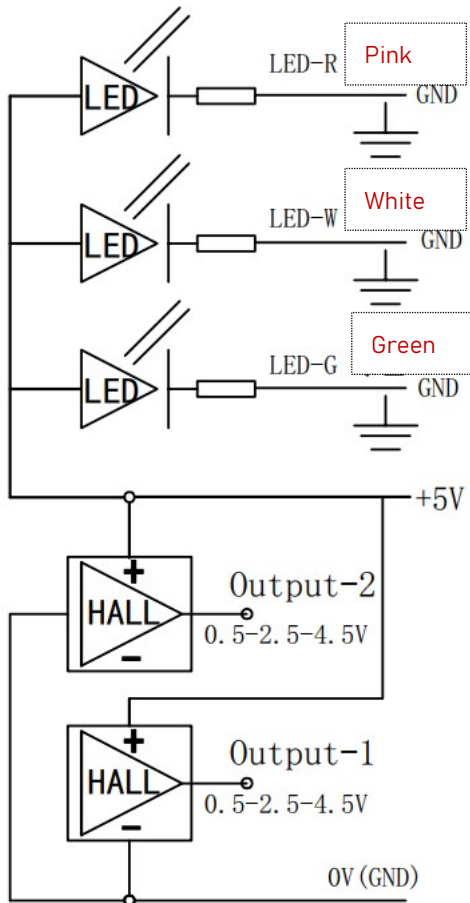 LED-R Pink
LED GND
LED-W White
LED GND
LED-G Green
LED GND
+5V
+
HALL Output-2
- 0.5-2.5-4.5V
+
HALL Output-1
- 0.5-2.5-4.5V
0V(GND)